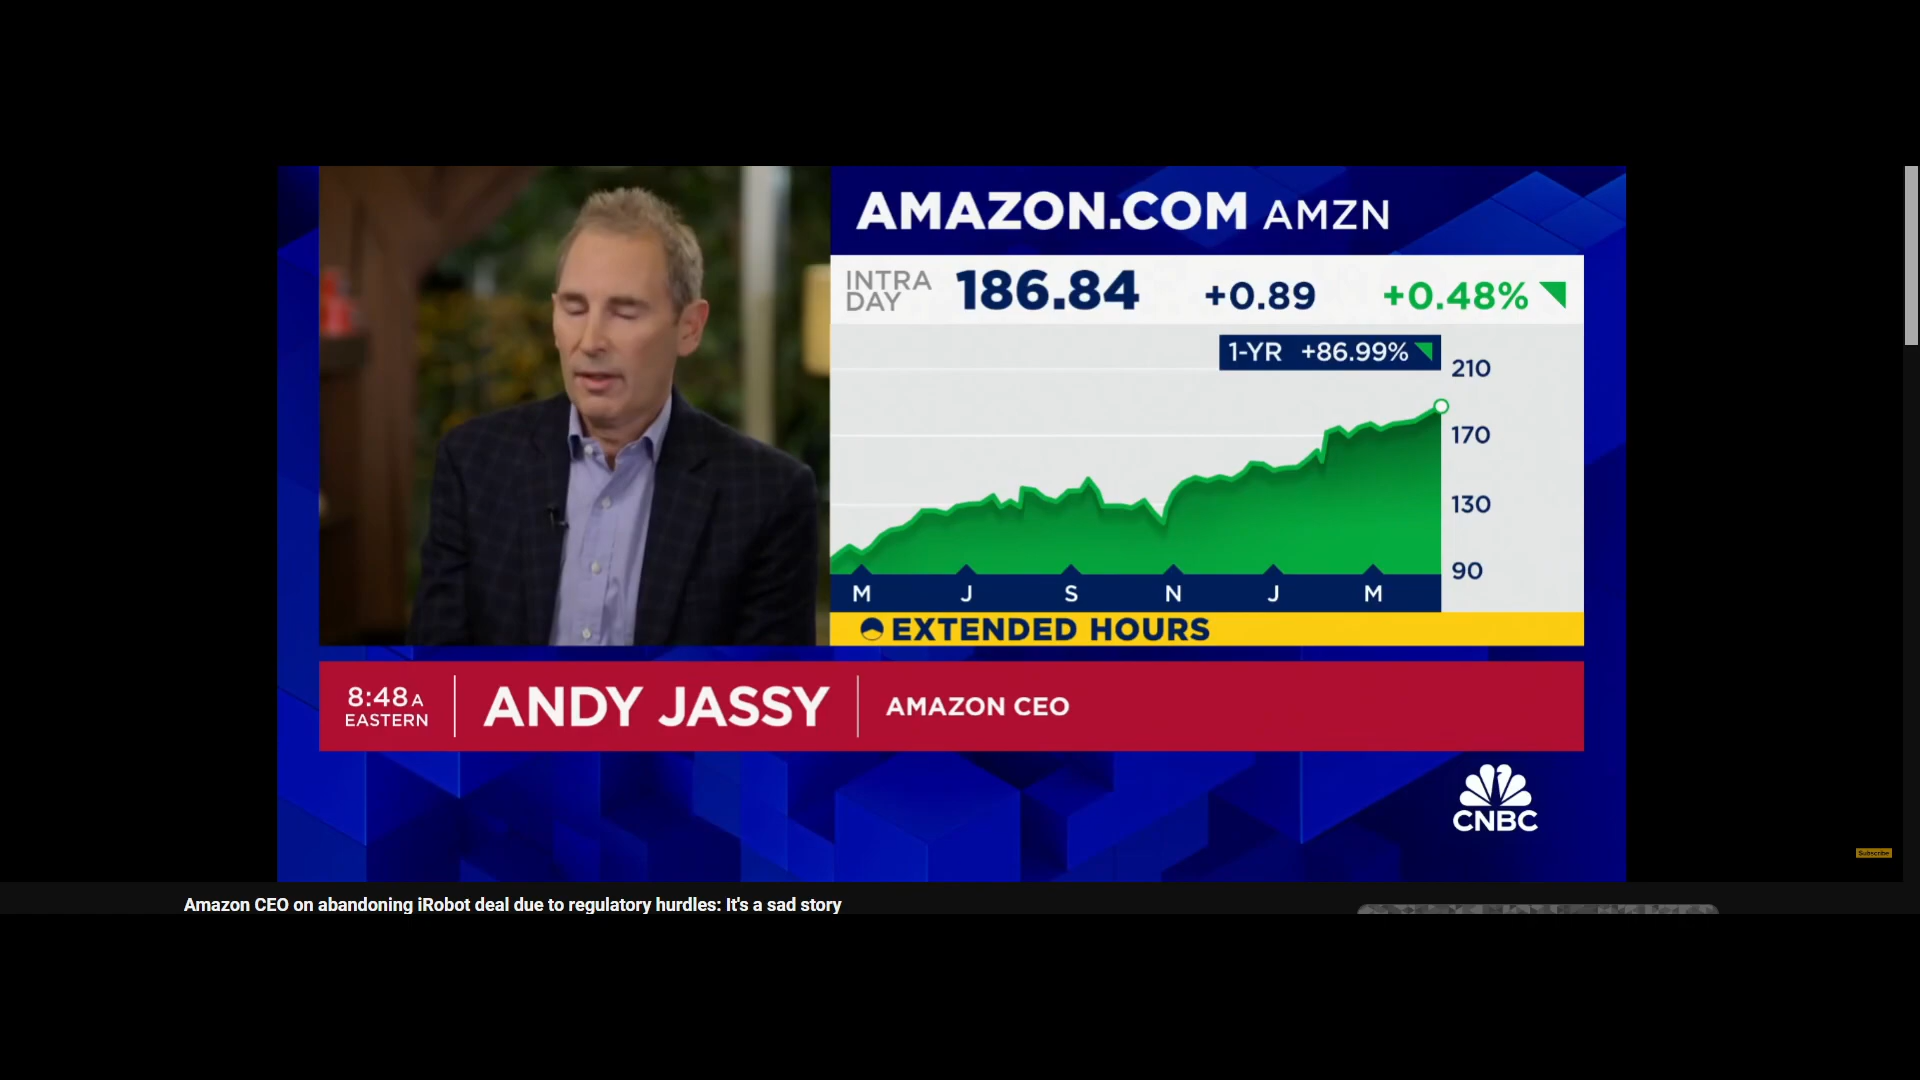 AMAZON.COM AMZN
INTRA
DAY
186.84 +0.89 +0.48%
1-YR +86.99%
210
170
130
90
M J S N J M
EXTENDED HOURS
8:48A
EASTERN
ANDY JASSY
AMAZON CEO
CNBC
Subscribe
Amazon CEO on abandoning iRobot deal due to regulatory hurdles: It's a sad story